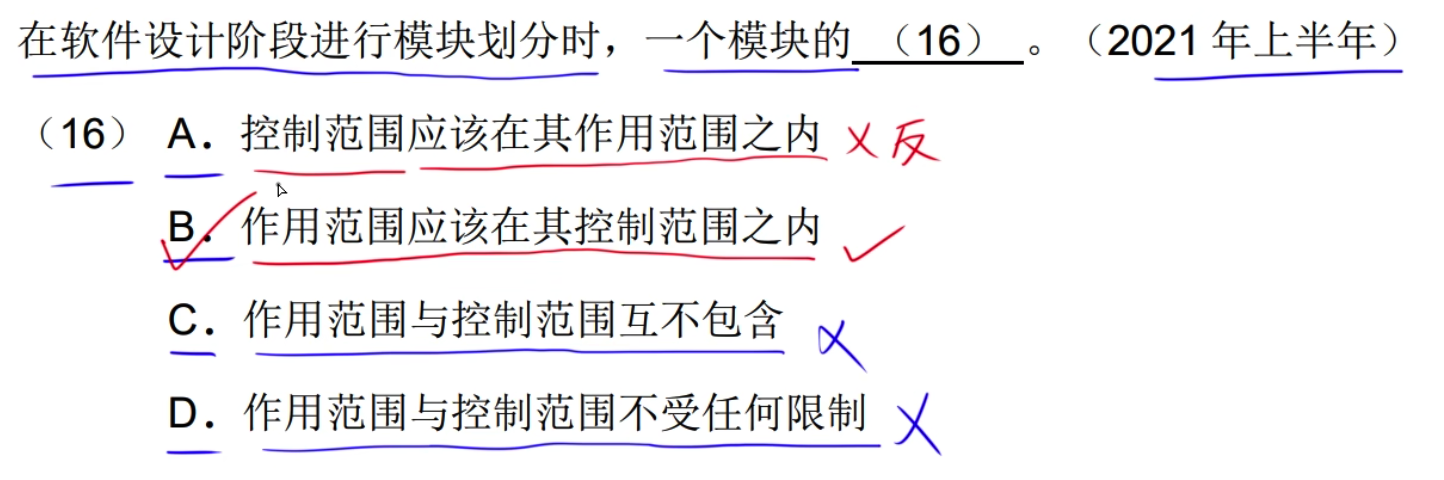 在软件设计阶段进行模块划分时，一个模块的 （16） 。（2021 年上半年）
（16） A．控制范围应该在其作用范围之内 ×反
B．作用范围应该在其控制范围之内 ✓
C．作用范围与控制范围互不包含 ×
D．作用范围与控制范围不受任何限制 ×